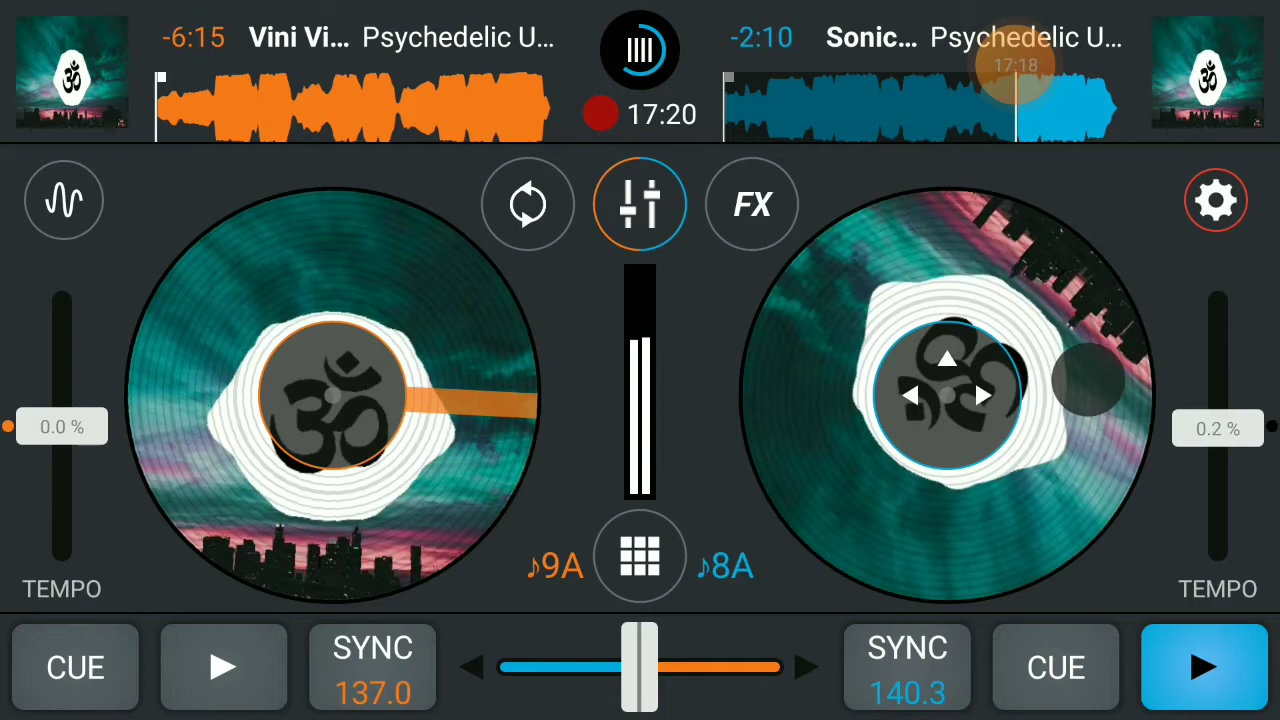 -6:15 Vini Vi... Psychedelic U...
-2:10 Sonic... Psychedelic U...
17:18
17:20
ॐ
ॐ
FX
ॐ
ॐ
0.0 %
0.2 %
♪9A
♪8A
TEMPO
TEMPO
CUE
SYNC
137.0
SYNC
140.3
CUE